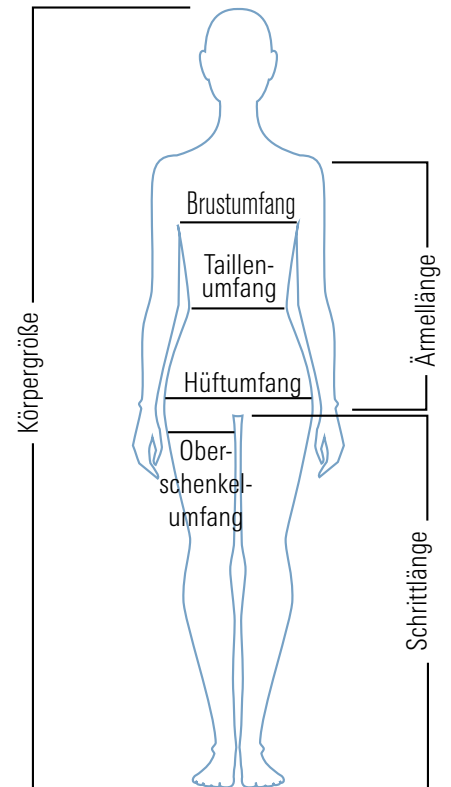 Brustumfang
Taillen-
umfang
Hüftumfang
Ober-
schenkel-
umfang
Körpergröße
Ärmellänge
Schrittlänge